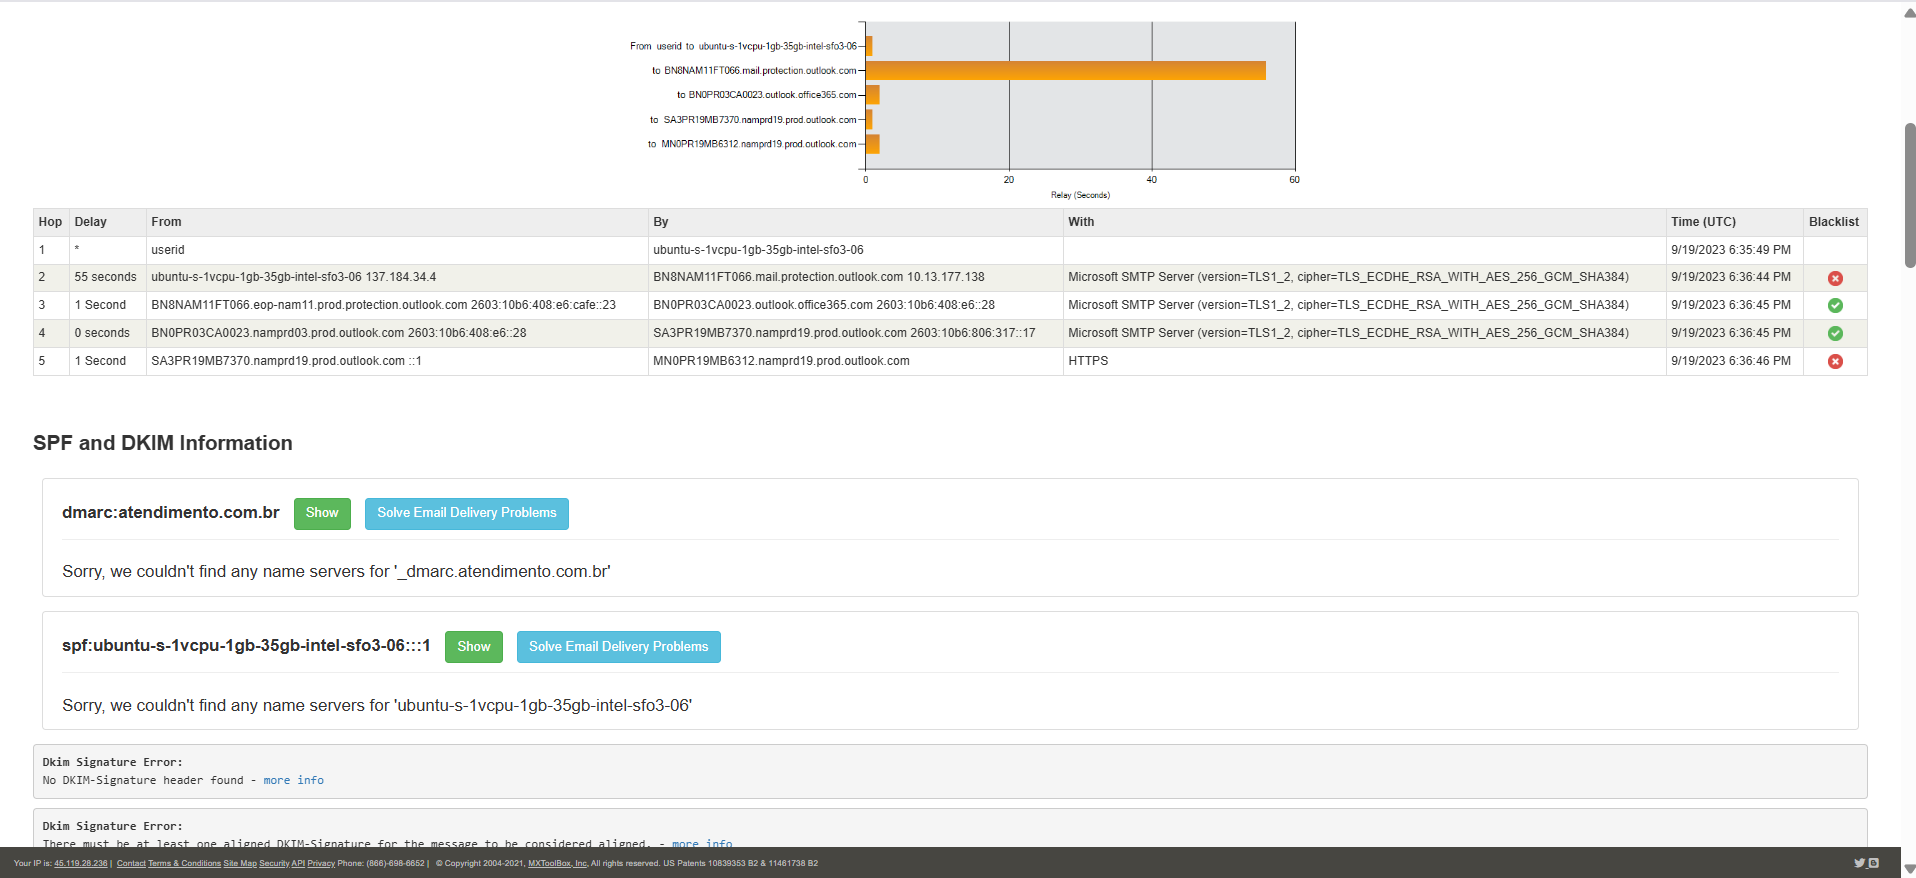 From userid to ubuntu-s-1vcpu-1gb-35gb-intel-sfo3-06
to BN8NAM11FT066.mail.protection.outlook.com
to BN0PR03CA0023.outlook.office365.com
to SA3PR19MB7370.namprd19.prod.outlook.com
to MN0PR19MB6312.namprd19.prod.outlook.com
0 20 40 60
Relay (Seconds)
Hop Delay From By With Time (UTC) Blacklist
1 * userid ubuntu-s-1vcpu-1gb-35gb-intel-sfo3-06 9/19/2023 6:35:49 PM
2 55 seconds ubuntu-s-1vcpu-1gb-35gb-intel-sfo3-06 137.184.34.4 BN8NAM11FT066.mail.protection.outlook.com 10.13.177.138 Microsoft SMTP Server (version=TLS1_2, cipher=TLS_ECDHE_RSA_WITH_AES_256_GCM_SHA384) 9/19/2023 6:36:44 PM
3 1 Second BN8NAM11FT066.eop-nam11.prod.protection.outlook.com 2603:10b6:408:e6:cafe::23 BN0PR03CA0023.outlook.office365.com 2603:10b6:408:e6::28 Microsoft SMTP Server (version=TLS1_2, cipher=TLS_ECDHE_RSA_WITH_AES_256_GCM_SHA384) 9/19/2023 6:36:45 PM
4 0 seconds BN0PR03CA0023.namprd03.prod.outlook.com 2603:10b6:408:e6::28 SA3PR19MB7370.namprd19.prod.outlook.com 2603:10b6:806:317::17 Microsoft SMTP Server (version=TLS1_2, cipher=TLS_ECDHE_RSA_WITH_AES_256_GCM_SHA384) 9/19/2023 6:36:45 PM
5 1 Second SA3PR19MB7370.namprd19.prod.outlook.com ::1 MN0PR19MB6312.namprd19.prod.outlook.com HTTPS 9/19/2023 6:36:46 PM
SPF and DKIM Information
dmarc:atendimento.com.br Show Solve Email Delivery Problems
Sorry, we couldn't find any name servers for '_dmarc.atendimento.com.br'
spf:ubuntu-s-1vcpu-1gb-35gb-intel-sfo3-06:::1 Show Solve Email Delivery Problems
Sorry, we couldn't find any name servers for 'ubuntu-s-1vcpu-1gb-35gb-intel-sfo3-06'
Dkim Signature Error:
No DKIM-Signature header found - more info
Dkim Signature Error:
There must be at least one aligned DKIM-Signature for the message to be considered aligned. - more info
Your IP is: 45.119.28.236 | Contact Terms & Conditions Site Map Security API Privacy Phone: (866)-698-6652 | © Copyright 2004-2021, MXToolBox, Inc, All rights reserved. US Patents 10839353 B2 & 11461738 B2